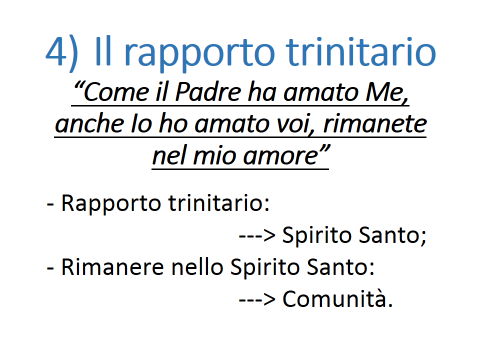 4) Il rapporto trinitario
“Come il Padre ha amato Me,
anche Io ho amato voi, rimanete
nel mio amore”
- Rapporto trinitario:
---> Spirito Santo;
- Rimanere nello Spirito Santo:
---> Comunità.